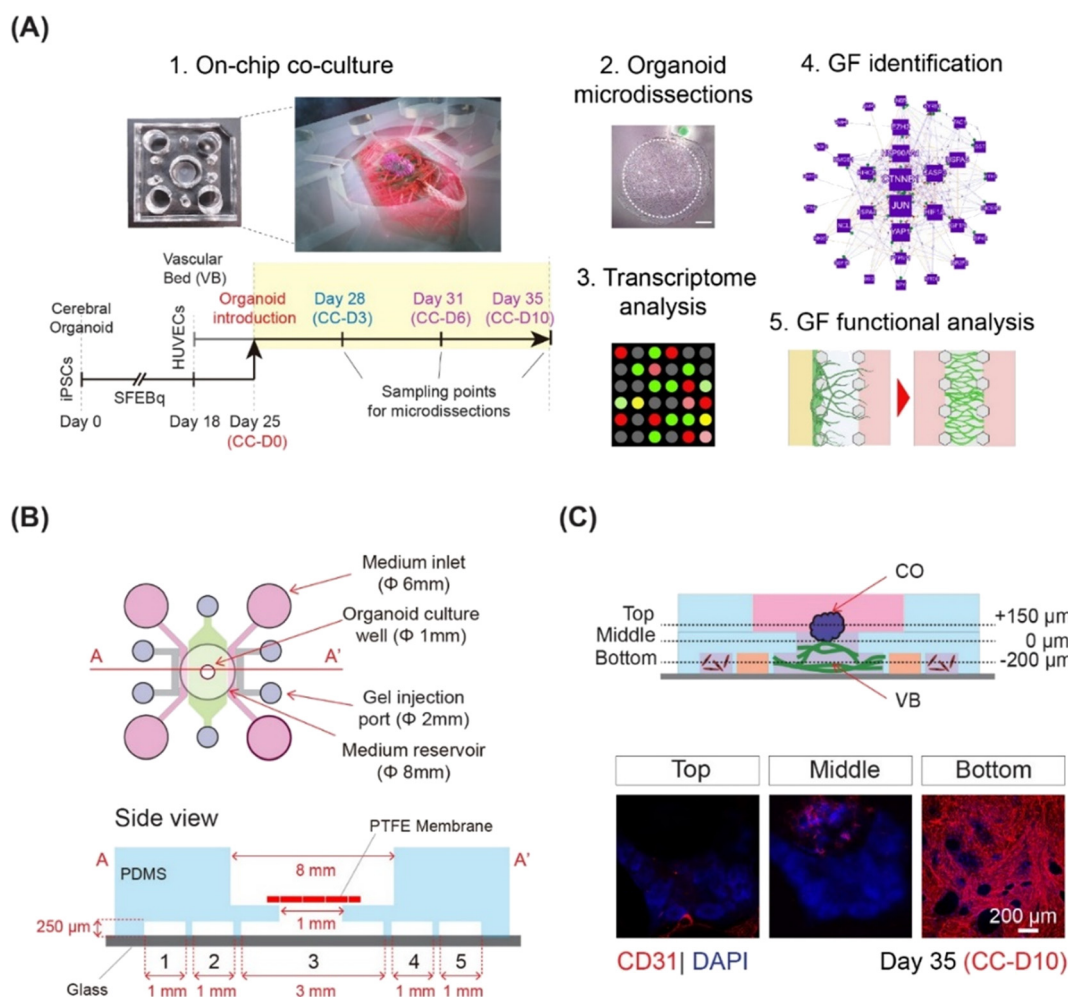 (A)
1. On-chip co-culture
2. Organoid
microdissections
4. GF identification
CTNNB1
JUN
YAP1
Vascular
Bed (VB)
Cerebral
Organoid
Organoid
introduction
Day 28
(CC-D3)
Day 31
(CC-D6)
Day 35
(CC-D10)
iPSCs
HUVECs
SFEBq
Sampling points
for microdissections
Day 0
Day 18
Day 25
(CC-D0)
3. Transcriptome
analysis
5. GF functional analysis
(B)
Medium inlet
(Φ 6mm)
Organoid culture
well (Φ 1mm)
A
A'
Gel injection
port (Φ 2mm)
Medium reservoir
(Φ 8mm)
Side view
PTFE Membrane
A
A'
PDMS
8 mm
1 mm
250 µm
1 2 3 4 5
Glass
1 mm 1 mm 3 mm 1 mm 1 mm
(C)
CO
Top +150 µm
Middle 0 µm
Bottom -200 µm
VB
Top Middle Bottom
200 µm
CD31| DAPI
Day 35 (CC-D10)